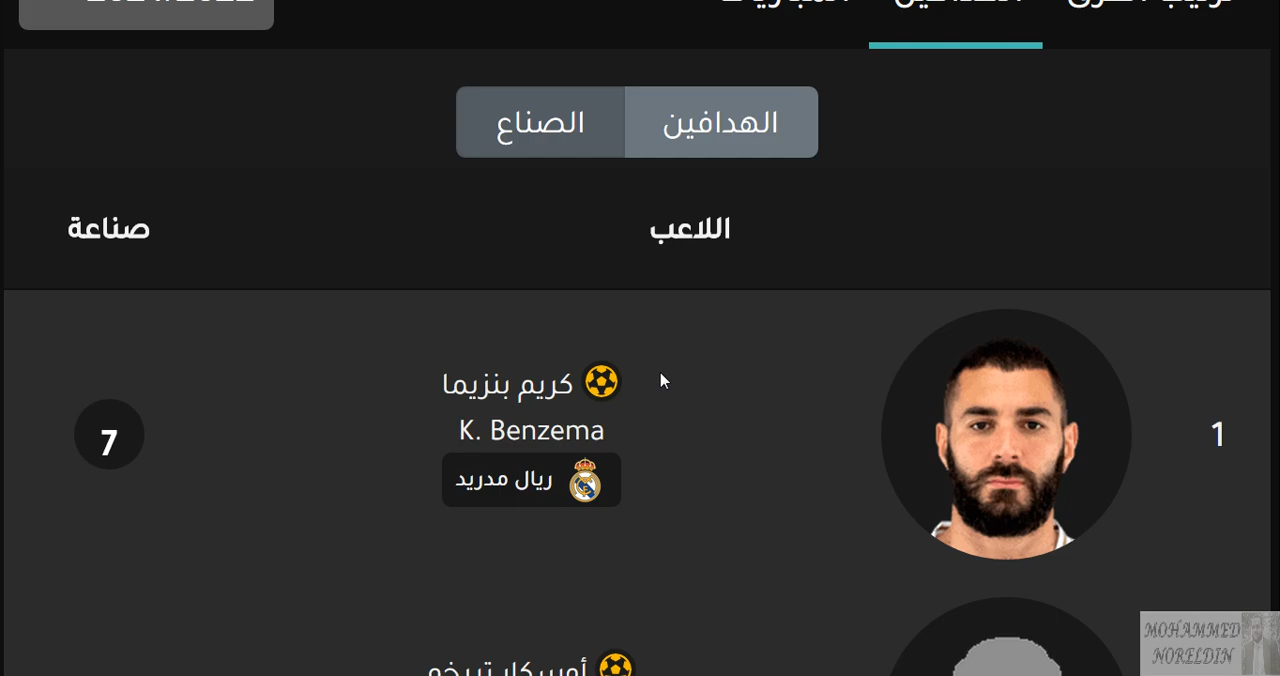 الهدافين الصناع
اللاعب صناعة
1
كريم بنزيما
K. Benzema
ريال مدريد
7
MOHAMMED
NORELDIN